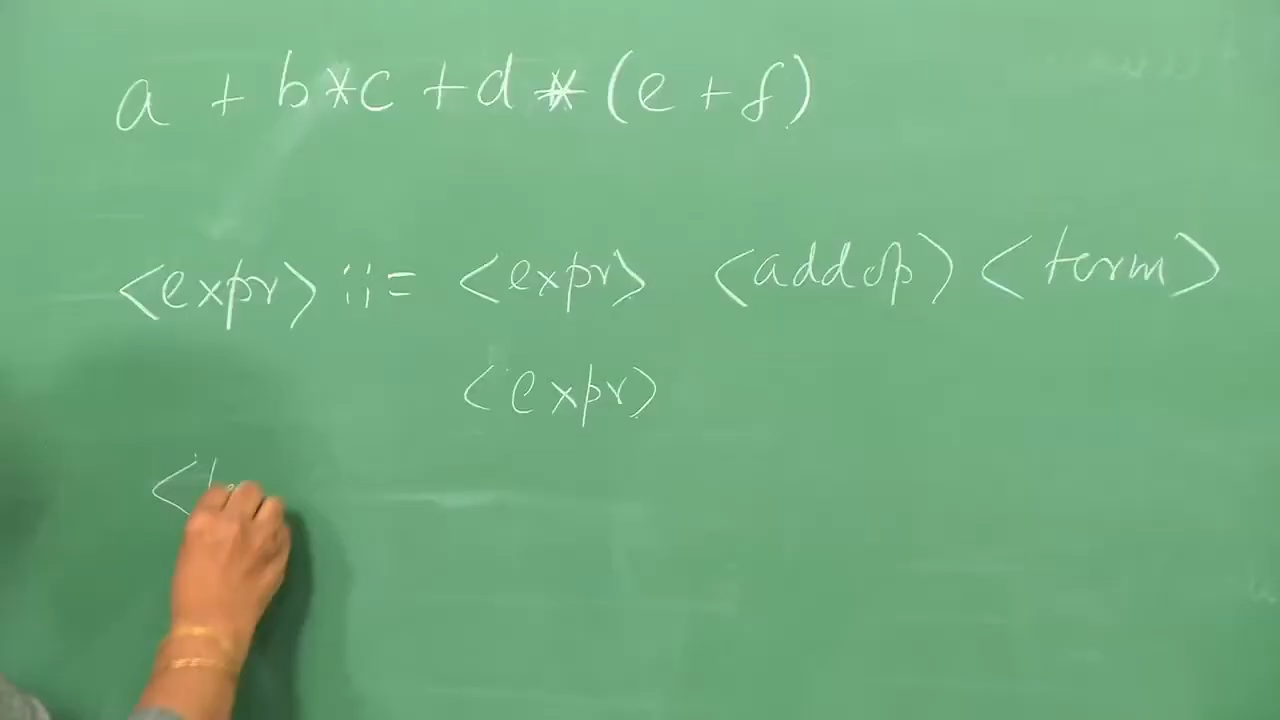 a + b*c + d * (e + f)
<expr> ::= <expr> <addop> <term>
<expr>